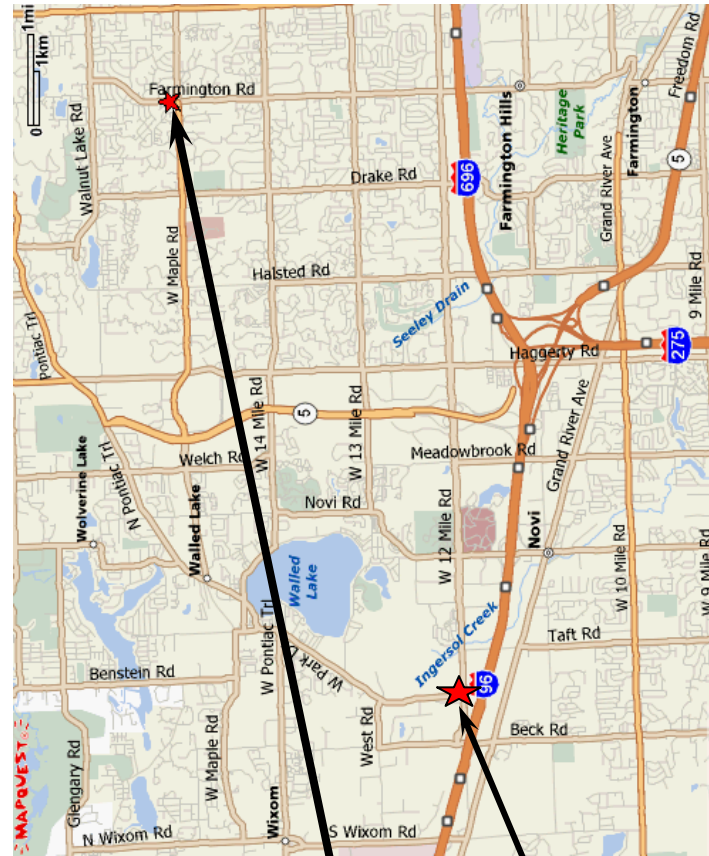 1mi
1km
0
Farmington Rd
Walnut Lake Rd
W Maple Rd
Drake Rd
696
Farmington Hills
Heritage
Park
Farmington
Freedom Rd
5
Grand River Ave
Halsted Rd
Seeley Drain
9 Mile Rd
Pontiac Trl
Haggerty Rd
275
5
W 14 Mile Rd
W 13 Mile Rd
Welch Rd
Meadowbrook Rd
Grand River Ave
N Pontiac Trl
Wolverine Lake
Walled Lake
Novi Rd
W 12 Mile Rd
Novi
W 10 Mile Rd
W 9 Mile Rd
Walled
Lake
W Pontiac Trl
W Park D
Ingersol Creek
Taft Rd
Benstein Rd
96
West Rd
Beck Rd
MAPQUEST
Glengary Rd
W Maple Rd
Wixom
N Wixom Rd
S Wixom Rd